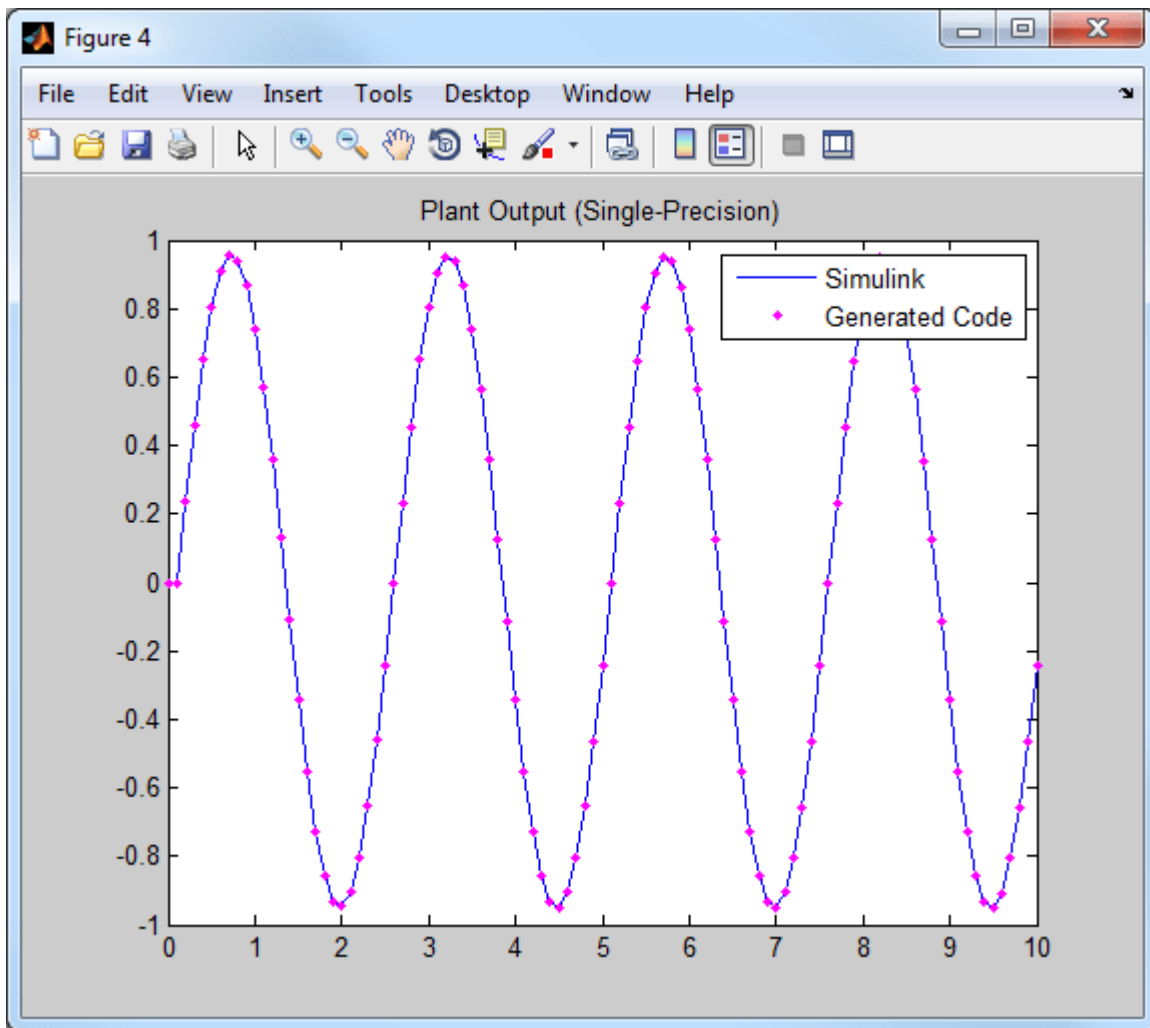 Figure 4
File Edit View Insert Tools Desktop Window Help
Plant Output (Single-Precision)
Simulink
Generated Code
1
0.8
0.6
0.4
0.2
0
-0.2
-0.4
-0.6
-0.8
-1
0 1 2 3 4 5 6 7 8 9 10